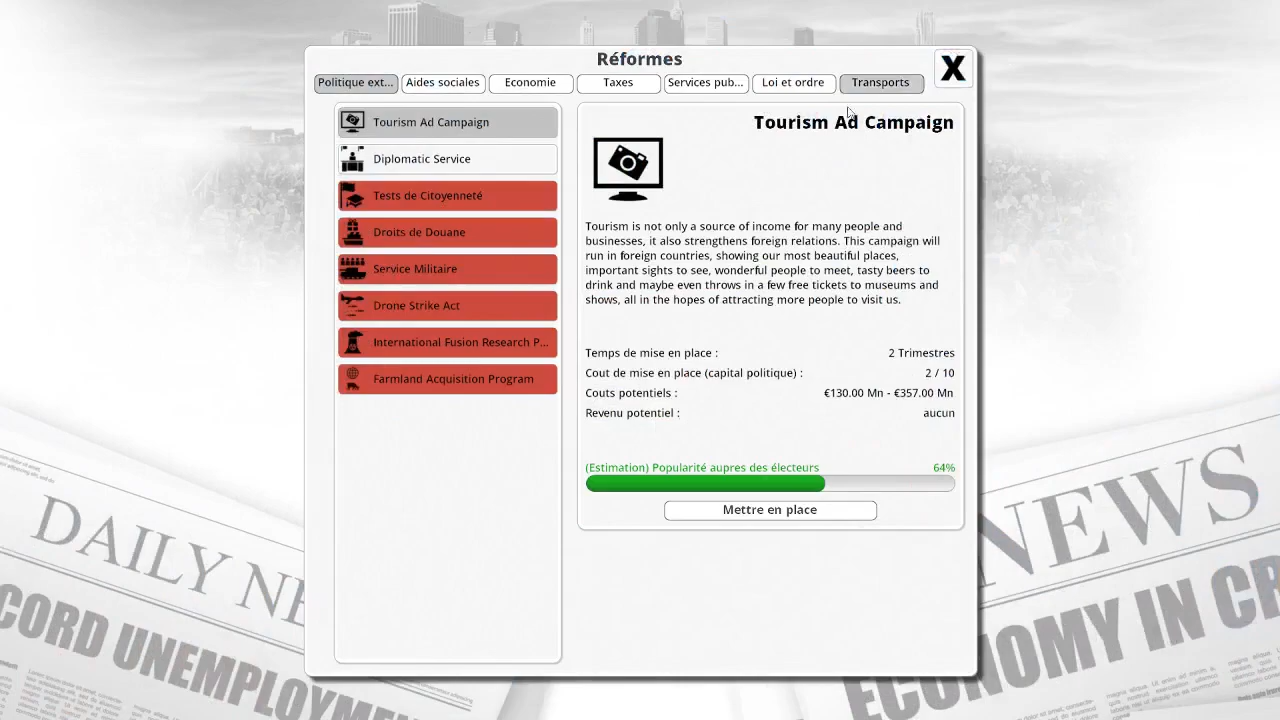 Réformes
X
Politique ext...
Aides sociales
Economie
Taxes
Services pub...
Loi et ordre
Transports
Tourism Ad Campaign
Diplomatic Service
Tests de Citoyenneté
Droits de Douane
Service Militaire
Drone Strike Act
International Fusion Research P...
Farmland Acquisition Program
Tourism Ad Campaign
Tourism is not only a source of income for many people and
businesses, it also strengthens foreign relations. This campaign will
run in foreign countries, showing our most beautiful places,
important sights to see, wonderful people to meet, tasty beers to
drink and maybe even throws in a few free tickets to museums and
shows, all in the hopes of attracting more people to visit us.
Temps de mise en place : 2 Trimestres
Cout de mise en place (capital politique) : 2 / 10
Couts potentiels : €130.00 Mn - €357.00 Mn
Revenu potentiel : aucun
(Estimation) Popularité aupres des électeurs 64%
Mettre en place
DAILY NE
CORD UNEMPLOYM
NEWS
ECONOMY IN CR